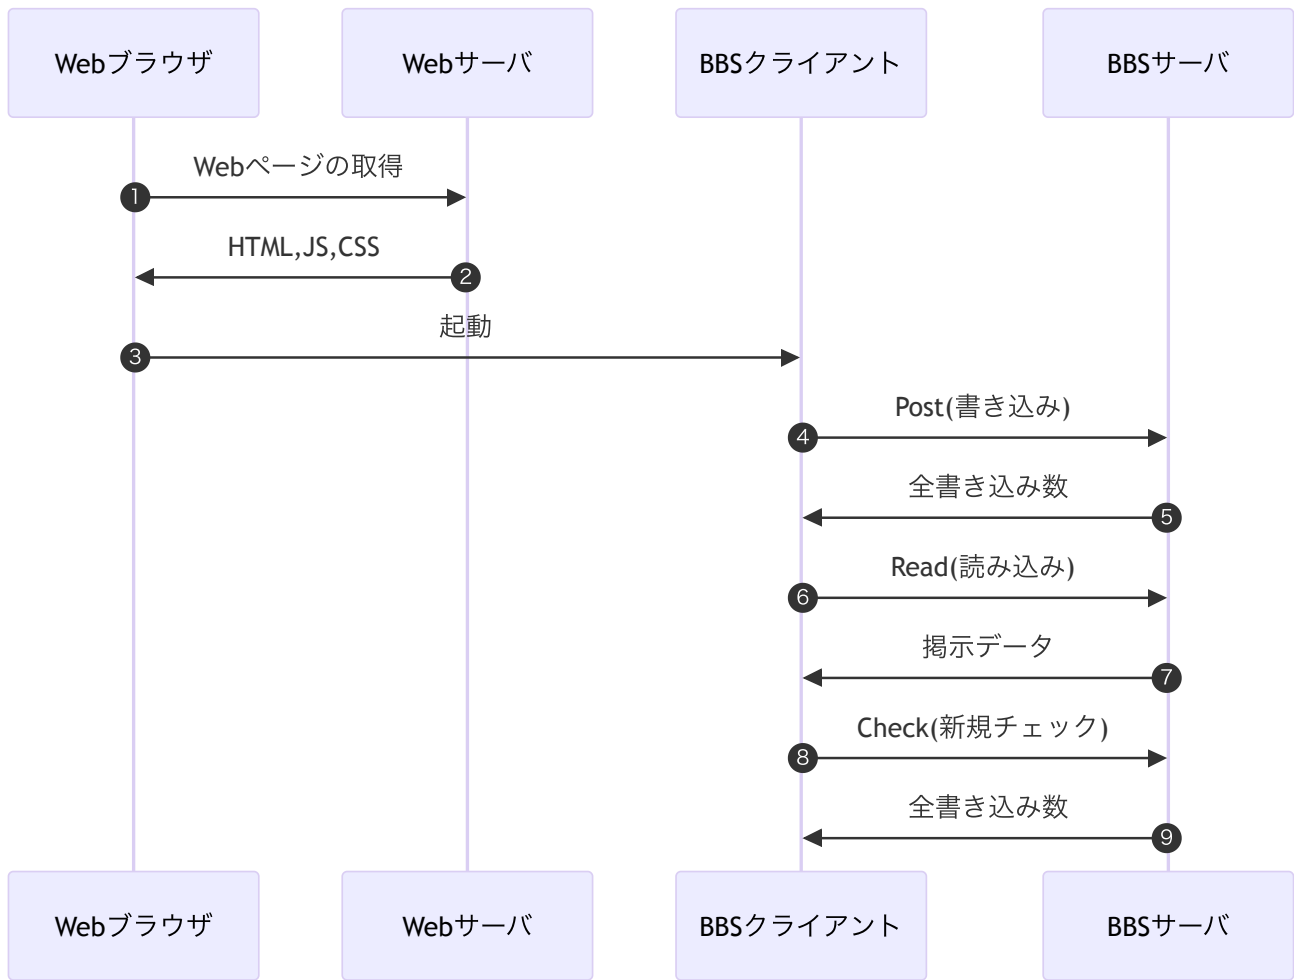 Webブラウザ
Webサーバ
BBSクライアント
BBSサーバ
Webページの取得
1
HTML,JS,CSS
2
起動
3
Post(書き込み)
4
全書き込み数
5
Read(読み込み)
6
掲示データ
7
Check(新規チェック)
8
全書き込み数
9
Webブラウザ
Webサーバ
BBSクライアント
BBSサーバ